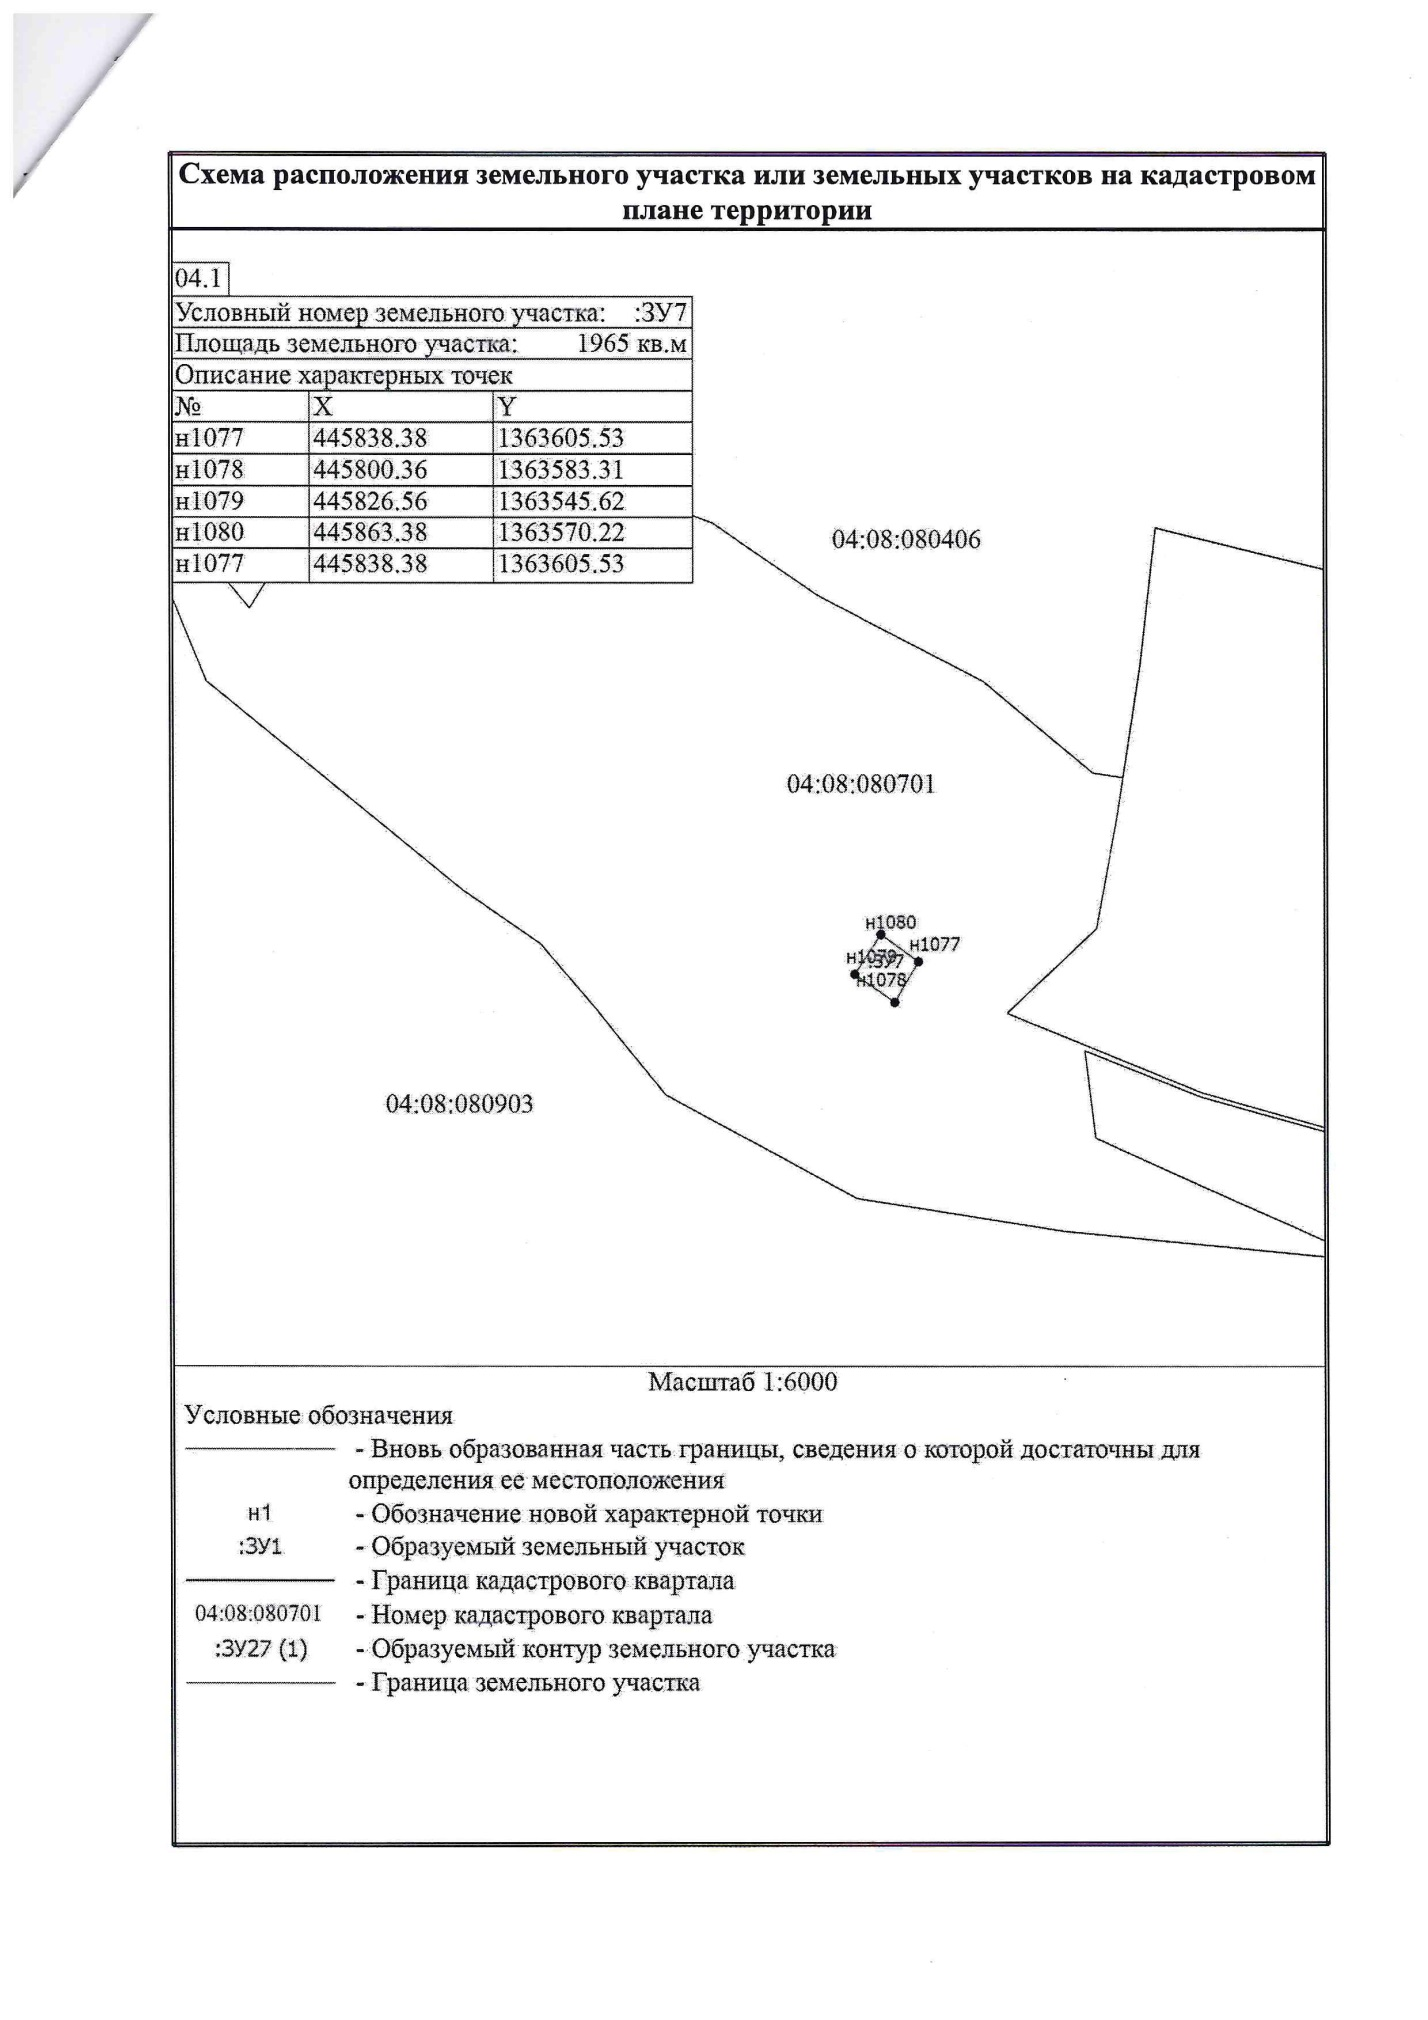 Схема расположения земельного участка или земельных участков на кадастровом
плане территории
04.1
Условный номер земельного участка: :ЗУ7
Площадь земельного участка: 1965 кв.м
Описание характерных точек
№ X Y
н1077 445838.38 1363605.53
н1078 445800.36 1363583.31
н1079 445826.56 1363545.62
н1080 445863.38 1363570.22
н1077 445838.38 1363605.53
04:08:080406
04:08:080701
н1080
н1077
н1079
:ЗУ7
н1078
04:08:080903
Масштаб 1:6000
Условные обозначения
- Вновь образованная часть границы, сведения о которой достаточны для
определения ее местоположения
н1 - Обозначение новой характерной точки
:ЗУ1 - Образуемый земельный участок
- Граница кадастрового квартала
04:08:080701 - Номер кадастрового квартала
:ЗУ27 (1) - Образуемый контур земельного участка
- Граница земельного участка